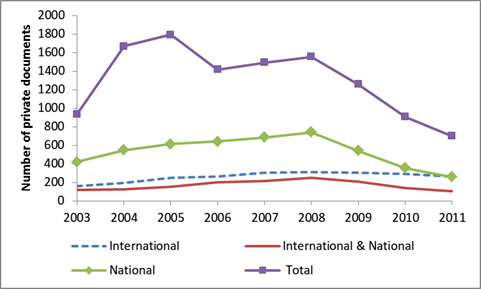 Number of private documents
2000
1800
1600
1400
1200
1000
800
600
400
200
0
2003 2004 2005 2006 2007 2008 2009 2010 2011
International International & National
National Total